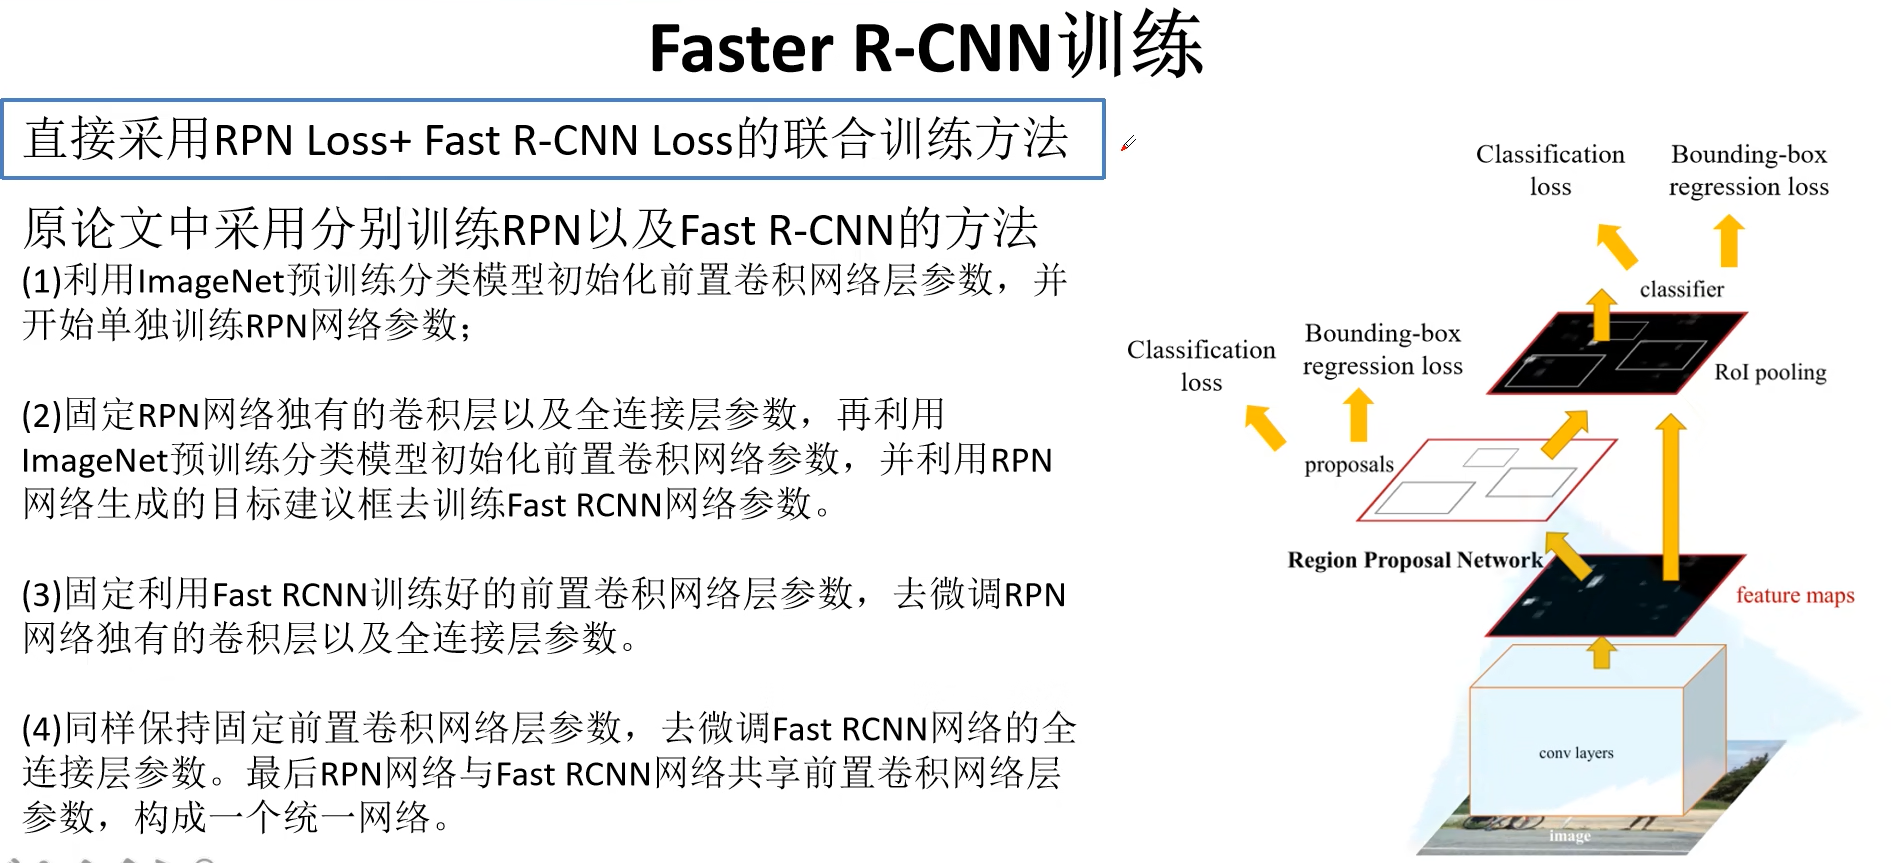 Faster R-CNN训练
直接采用RPN Loss+ Fast R-CNN Loss的联合训练方法
原论文中采用分别训练RPN以及Fast R-CNN的方法
(1)利用ImageNet预训练分类模型初始化前置卷积网络层参数，并
开始单独训练RPN网络参数；
(2)固定RPN网络独有的卷积层以及全连接层参数，再利用
ImageNet预训练分类模型初始化前置卷积网络参数，并利用RPN
网络生成的目标建议框去训练Fast RCNN网络参数。
(3)固定利用Fast RCNN训练好的前置卷积网络层参数，去微调RPN
网络独有的卷积层以及全连接层参数。
(4)同样保持固定前置卷积网络层参数，去微调Fast RCNN网络的全
连接层参数。最后RPN网络与Fast RCNN网络共享前置卷积网络层
参数，构成一个统一网络。
Classification
loss
Bounding-box
regression loss
classifier
RoI pooling
Classification
loss
Bounding-box
regression loss
proposals
Region Proposal Network
feature maps
conv layers
image